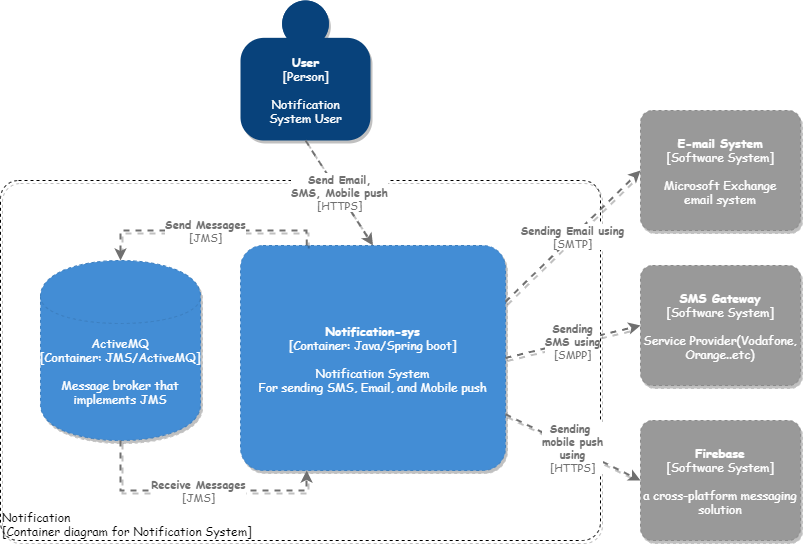 User
[Person]
Notification
System User
Send Email,
SMS, Mobile push
[HTTPS]
E-mail System
[Software System]
Microsoft Exchange
email system
Send Messages
[JMS]
Sending Email using
[SMTP]
ActiveMQ
[Container: JMS/ActiveMQ]
Message broker that
implements JMS
Notification-sys
[Container: Java/Spring boot]
Notification System
For sending SMS, Email, and Mobile push
Sending
SMS using
[SMPP]
SMS Gateway
[Software System]
Service Provider(Vodafone,
Orange..etc)
Sending
mobile push
using
[HTTPS]
Firebase
[Software System]
a cross-platform messaging
solution
Receive Messages
[JMS]
Notification
[Container diagram for Notification System]